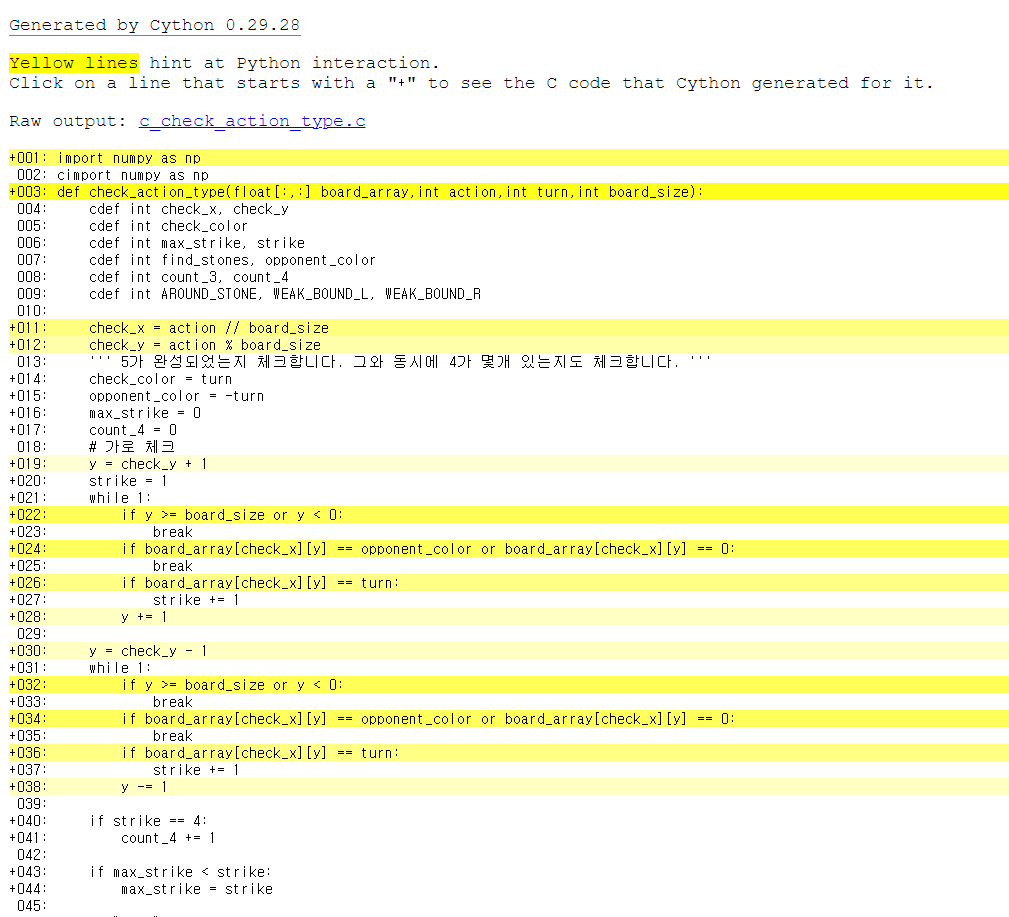 Generated by Cython 0.29.28
Yellow lines hint at Python interaction.
Click on a line that starts with a "+" to see the C code that Cython generated for it.
Raw output: c_check_action_type.c
+001: import numpy as np
 002: cimport numpy as np
+003: def check_action_type(float[:,:] board_array,int action,int turn,int board_size):
 004:     cdef int check_x, check_y
 005:     cdef int check_color
 006:     cdef int max_strike, strike
 007:     cdef int find_stones, opponent_color
 008:     cdef int count_3, count_4
 009:     cdef int AROUND_STONE, WEAK_BOUND_L, WEAK_BOUND_R
 010:
+011:     check_x = action // board_size
+012:     check_y = action % board_size
 013:     ''' 5가 완성되었는지 체크합니다. 그와 동시에 4가 몇개 있는지도 체크합니다. '''
+014:     check_color = turn
+015:     opponent_color = -turn
+016:     max_strike = 0
+017:     count_4 = 0
 018:     # 가로 체크
+019:     y = check_y + 1
+020:     strike = 1
+021:     while 1:
+022:         if y >= board_size or y < 0:
+023:             break
+024:         if board_array[check_x][y] == opponent_color or board_array[check_x][y] == 0:
+025:             break
+026:         if board_array[check_x][y] == turn:
+027:             strike += 1
+028:         y += 1
 029:
+030:     y = check_y - 1
+031:     while 1:
+032:         if y >= board_size or y < 0:
+033:             break
+034:         if board_array[check_x][y] == opponent_color or board_array[check_x][y] == 0:
+035:             break
+036:         if board_array[check_x][y] == turn:
+037:             strike += 1
+038:         y -= 1
 039:
+040:     if strike == 4:
+041:         count_4 += 1
 042:
+043:     if max_strike < strike:
+044:         max_strike = strike
 045: